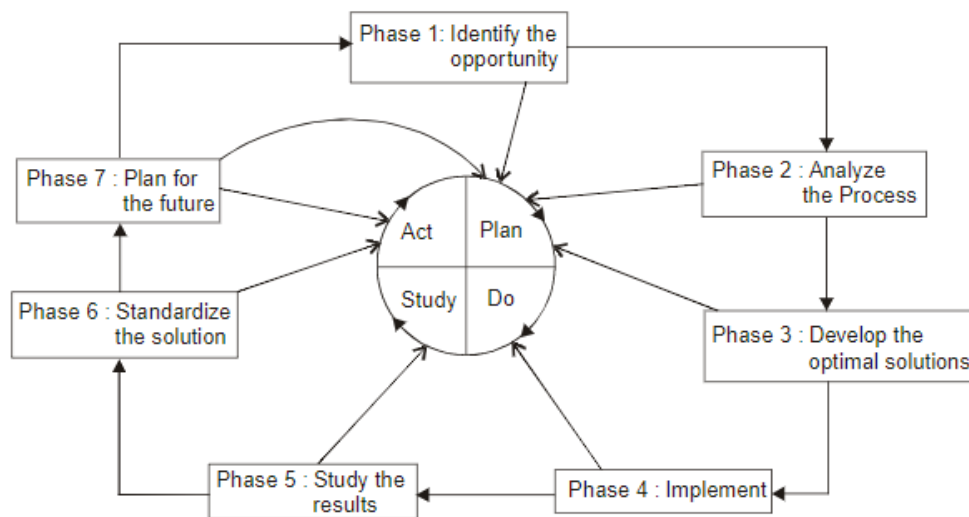 Phase 1: Identify the
opportunity
Phase 2 : Analyze
the Process
Phase 3 : Develop the
optimal solutions
Phase 4 : Implement
Phase 5 : Study the
results
Phase 6 : Standardize
the solution
Phase 7 : Plan for
the future
Act
Plan
Study
Do